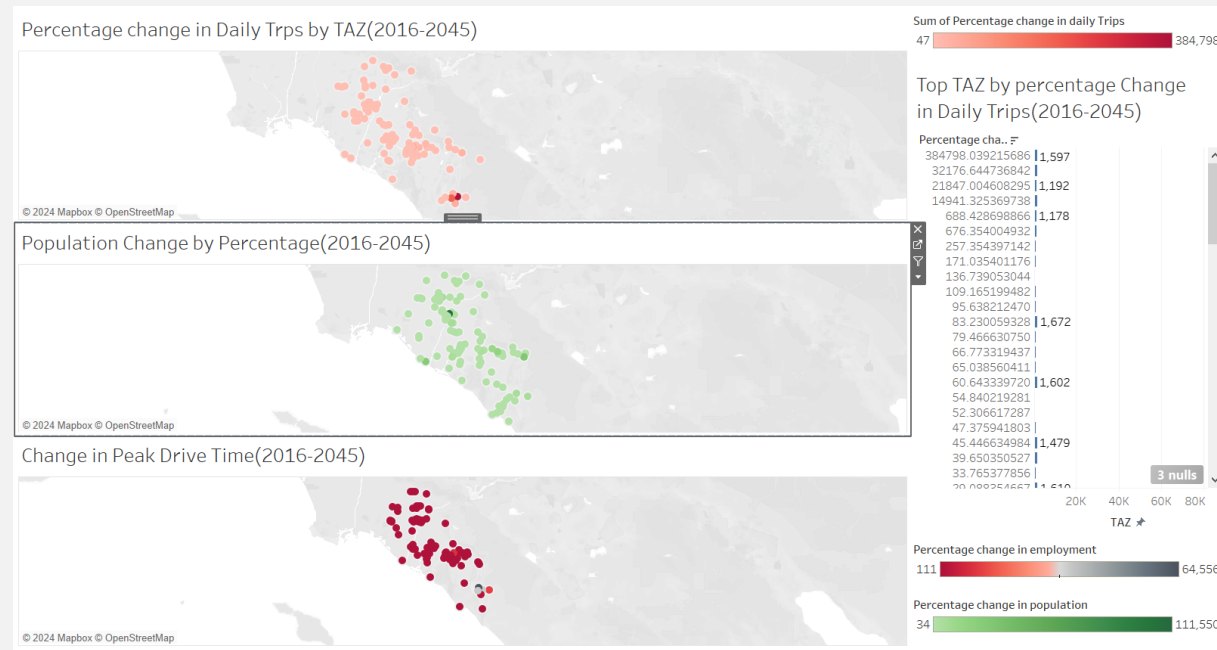 Percentage change in Daily Trps by TAZ(2016-2045)
© 2024 Mapbox © OpenStreetMap
Population Change by Percentage(2016-2045)
© 2024 Mapbox © OpenStreetMap
Change in Peak Drive Time(2016-2045)
© 2024 Mapbox © OpenStreetMap
Sum of Percentage change in daily Trips
47 384,798
Top TAZ by percentage Change
in Daily Trips(2016-2045)
Percentage cha..
384798.039215686 1,597
32176.644736842
21847.004608295 1,192
14941.325369738
688.428698866 1,178
676.354004932
257.354397142
171.035401176
136.739053044
109.165199482
95.638212470
83.230059328 1,672
79.466630750
66.773319437
65.038560411
60.643339720 1,602
54.840219281
52.306617287
47.375941803
45.446634984 1,479
39.650350527
33.765377856
3 nulls
20K 40K 60K 80K
TAZ
Percentage change in employment
111 64,556
Percentage change in population
34 111,550